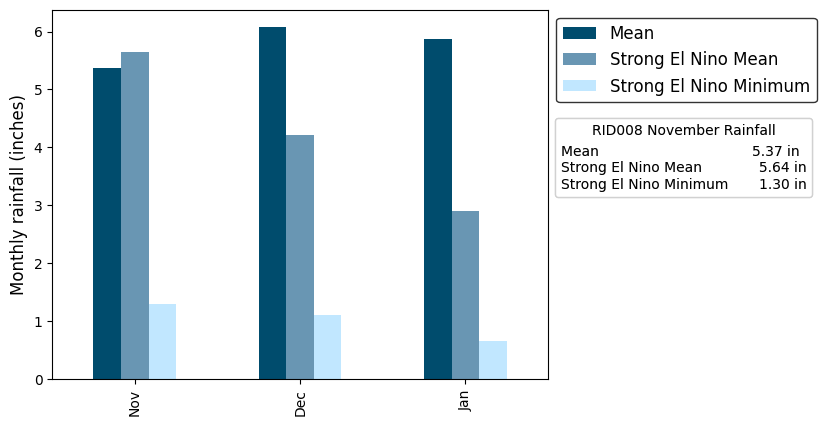 Monthly rainfall (inches)
6
5
4
3
2
1
0
Nov
Dec
Jan
Mean
Strong El Nino Mean
Strong El Nino Minimum
RID008 November Rainfall
Mean 5.37 in
Strong El Nino Mean 5.64 in
Strong El Nino Minimum 1.30 in